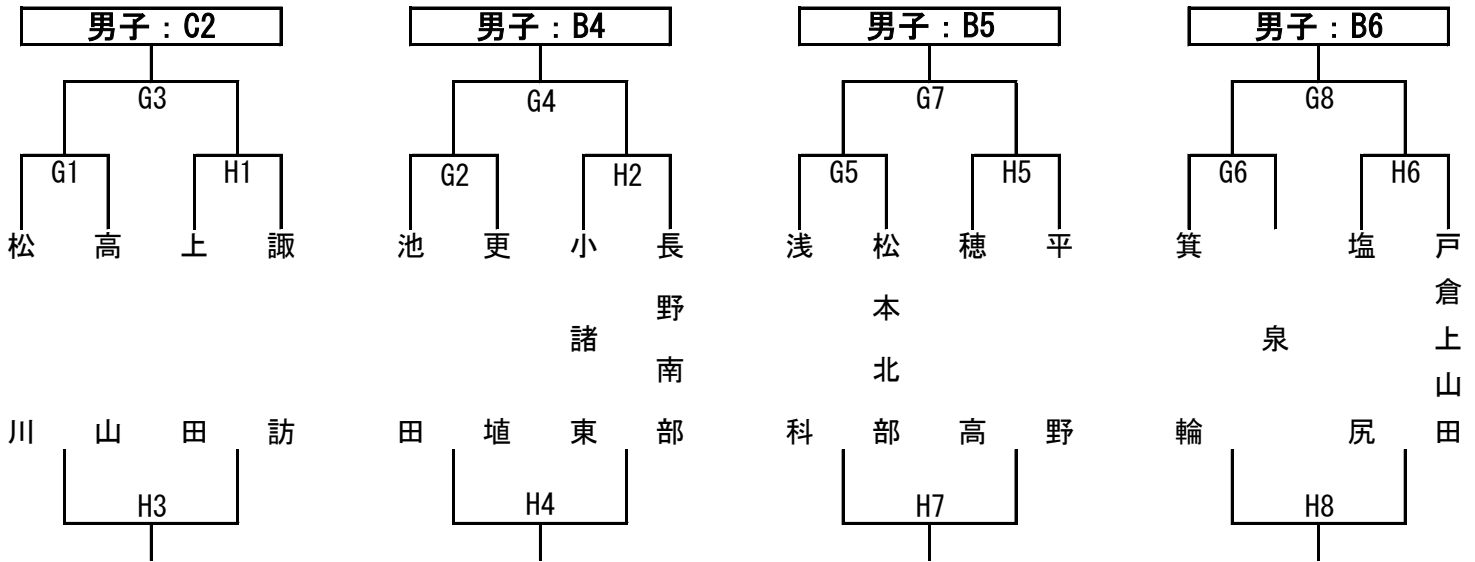 男子：C2
G3
G1
H1
松川
高山
上田
諏訪
H3
男子：B4
G4
G2
H2
池田
更埴
小諸東
長野南部
H4
男子：B5
G7
G5
H5
浅科
松本北部
穂高
平野
H7
男子：B6
G8
G6
H6
箕輪
泉
塩尻
戸倉上山田
H8